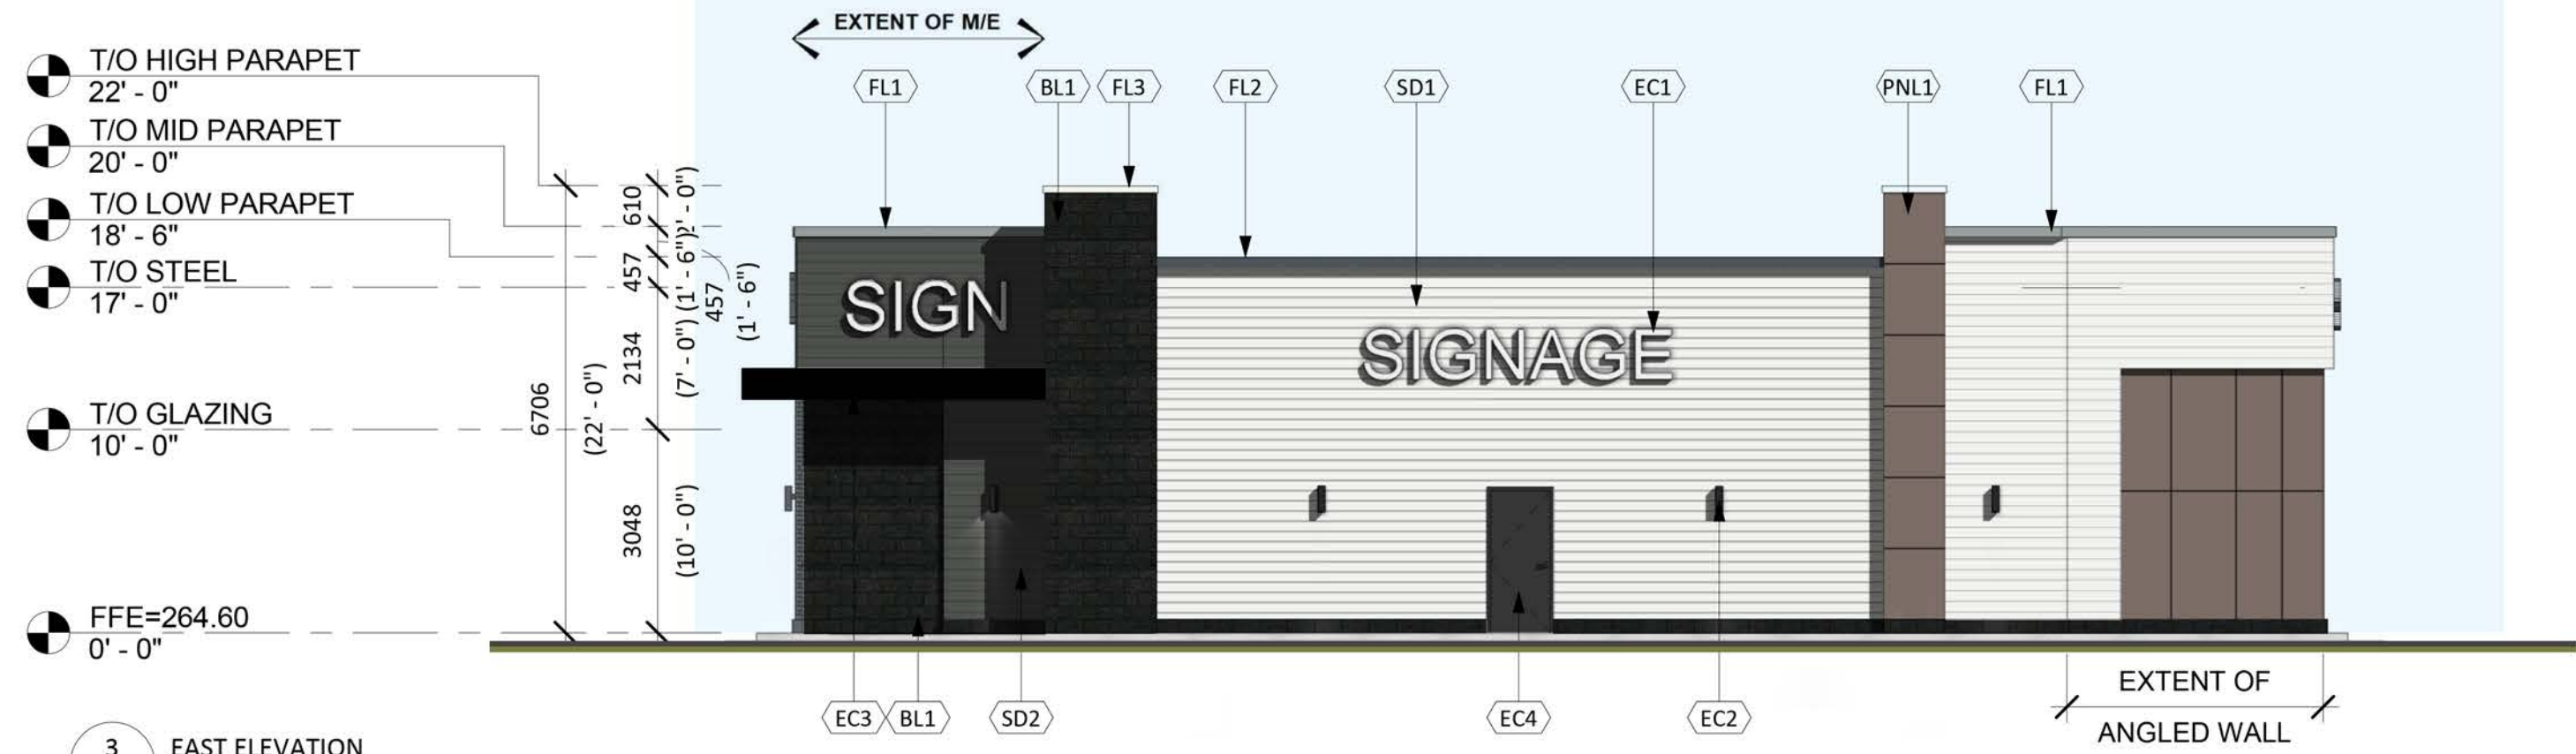 EXTENT OF M/E
T/O HIGH PARAPET
22' - 0"
T/O MID PARAPET
20' - 0"
T/O LOW PARAPET
18' - 6"
T/O STEEL
17' - 0"
T/O GLAZING
10' - 0"
FFE=264.60
0' - 0"
6706
(22' - 0")
610
457
2134
3048
(2' - 0")
(1' - 6")
(7' - 0")
(10' - 0")
457
(1' - 6")
FL1
BL1
FL3
FL2
SD1
EC1
PNL1
FL1
SIGN
SIGNAGE
EC3
BL1
SD2
EC4
EC2
EXTENT OF
ANGLED WALL
3
EAST ELEVATION